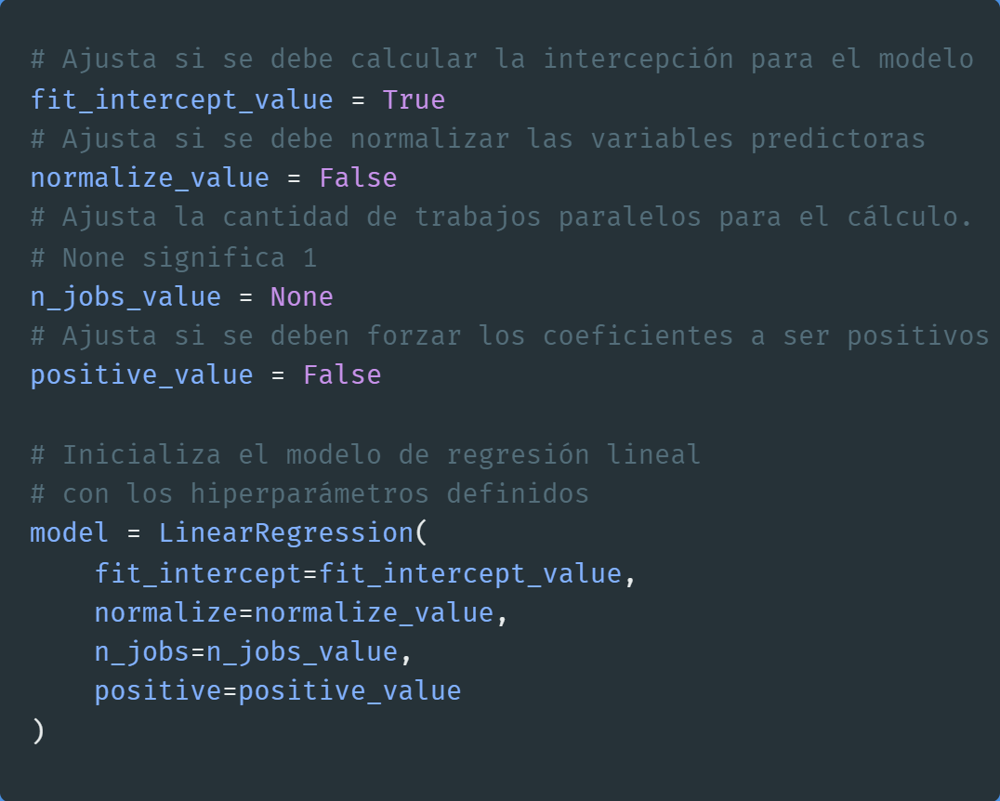 # Ajusta si se debe calcular la intercepción para el modelo
fit_intercept_value = True
# Ajusta si se debe normalizar las variables predictoras
normalize_value = False
# Ajusta la cantidad de trabajos paralelos para el cálculo.
# None significa 1
n_jobs_value = None
# Ajusta si se deben forzar los coeficientes a ser positivos
positive_value = False
# Inicializa el modelo de regresión lineal
# con los hiperparámetros definidos
model = LinearRegression(
    fit_intercept=fit_intercept_value,
    normalize=normalize_value,
    n_jobs=n_jobs_value,
    positive=positive_value
)